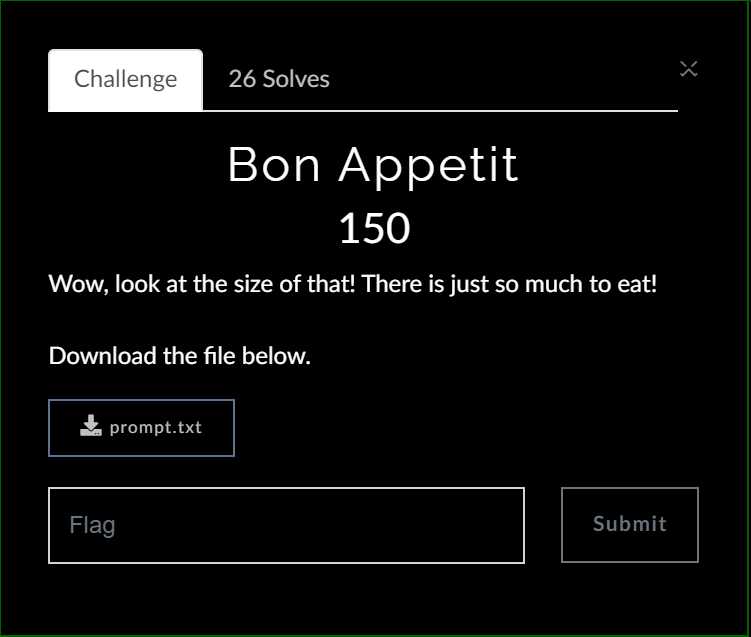 Challenge
26 Solves
Bon Appetit
150
Wow, look at the size of that! There is just so much to eat!
Download the file below.
prompt.txt
Flag
Submit